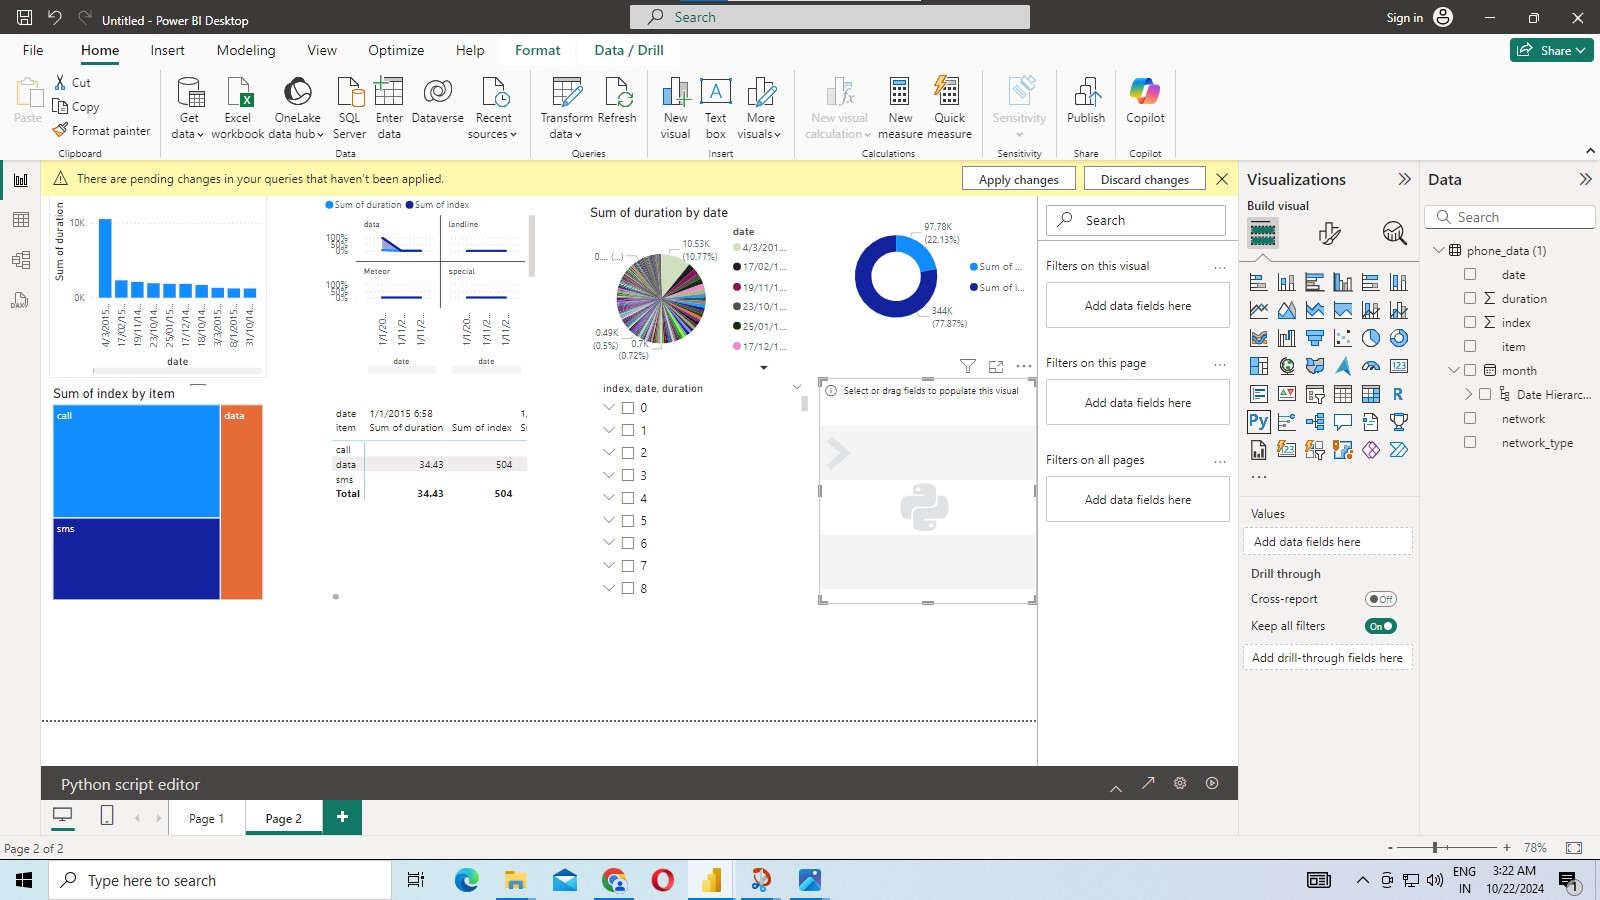 Untitled - Power BI Desktop
Search
Sign in
File Home Insert Modeling View Optimize Help Format Data / Drill
Share
Paste
Cut
Copy
Format painter
Clipboard
Get data
Excel workbook
OneLake data hub
SQL Server
Enter data
Dataverse
Recent sources
Data
Transform data
Refresh
Queries
New visual
Text box
More visuals
Insert
New visual calculation
New measure
Quick measure
Calculations
Sensitivity
Sensitivity
Publish
Share
Copilot
Copilot
There are pending changes in your queries that haven't been applied.
Apply changes
Discard changes
Sum of duration
10K
0K
4/3/2015...
17/02/15...
19/11/14...
23/10/14...
25/01/15...
17/12/14...
18/10/14...
3/3/2015...
8/1/2015...
31/10/14...
date
Sum of duration Sum of index
data landline
100%
50%
0%
Meteor special
100%
50%
0%
1/1/20...
1/11/2...
1/11/2...
1/1/20...
1/11/2...
1/11/2...
date date
Sum of duration by date
10.53K
(10.77%)
0.... (...)
0.49K
(0.5%)
0.7K
(0.72%)
date
4/3/201...
17/02/1...
19/11/1...
23/10/1...
25/01/1...
17/12/1...
97.78K
(22.13%)
344K
(77.87%)
Sum of ...
Sum of i...
Sum of index by item
call
data
sms
date 1/1/2015 6:58 1,
item Sum of duration Sum of index Su
call
data 34.43 504
sms
Total 34.43 504
index, date, duration
0
1
2
3
4
5
6
7
8
Select or drag fields to populate this visual
Search
Filters on this visual ...
Add data fields here
Filters on this page ...
Add data fields here
Filters on all pages ...
Add data fields here
Visualizations
Build visual
R
Py
123
123
...
Values
Add data fields here
Drill through
Cross-report Off
Keep all filters On
Add drill-through fields here
Data
Search
phone_data (1)
date
duration
index
item
month
Date Hierarc...
network
network_type
Python script editor
Page 1
Page 2
+
Page 2 of 2
- + 78%
Type here to search
ENG
IN
3:22 AM
10/22/2024
1